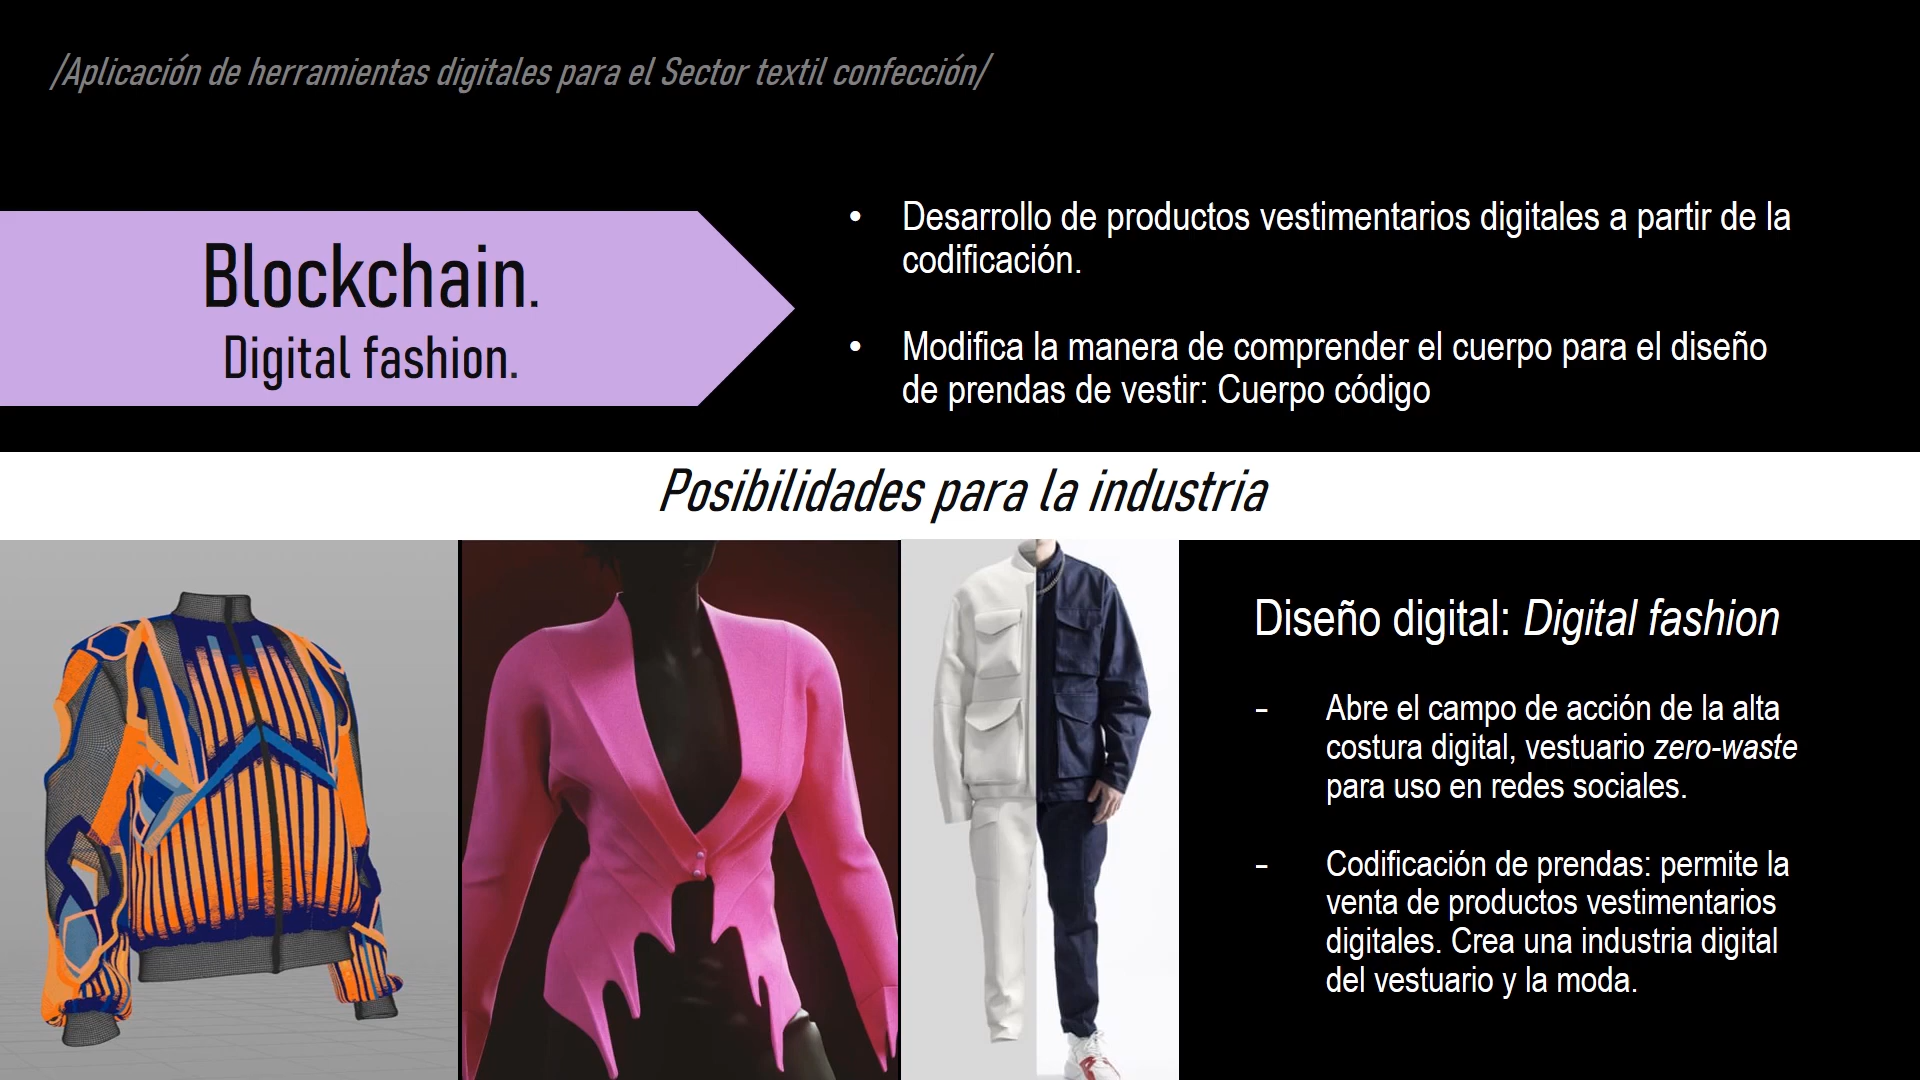 /Aplicación de herramientas digitales para el Sector textil confección/
Blockchain.
Digital fashion.
• Desarrollo de productos vestimentarios digitales a partir de la
codificación.
• Modifica la manera de comprender el cuerpo para el diseño
de prendas de vestir: Cuerpo código
Posibilidades para la industria
Diseño digital: Digital fashion
- Abre el campo de acción de la alta
costura digital, vestuario zero-waste
para uso en redes sociales.
- Codificación de prendas: permite la
venta de productos vestimentarios
digitales. Crea una industria digital
del vestuario y la moda.